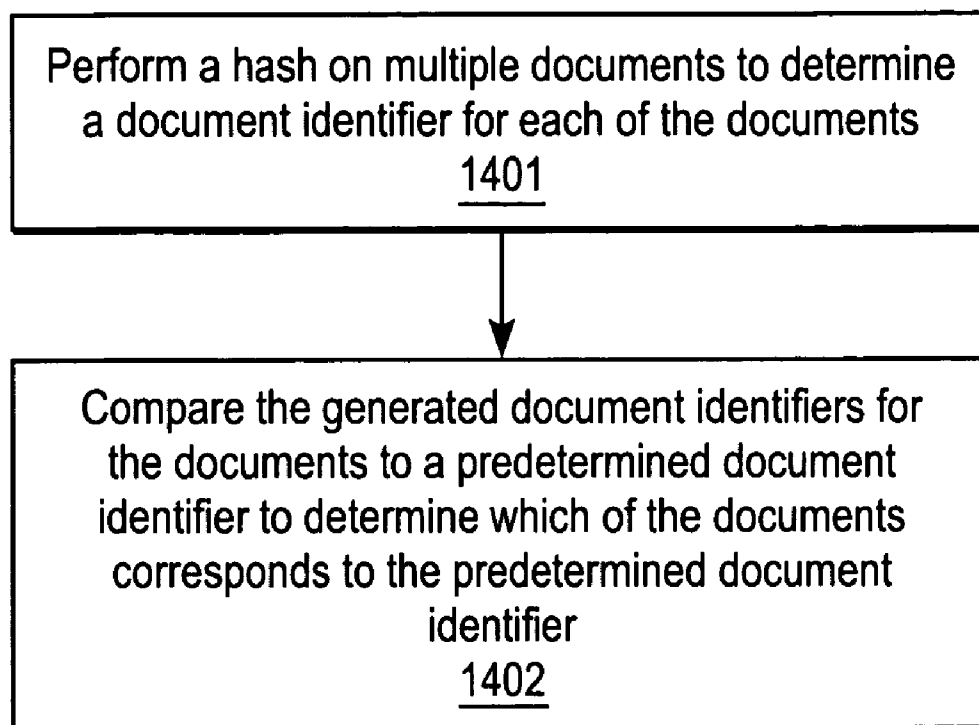 Perform a hash on multiple documents to determine
a document identifier for each of the documents
1401
Compare the generated document identifiers for
the documents to a predetermined document
identifier to determine which of the documents
corresponds to the predetermined document
identifier
1402